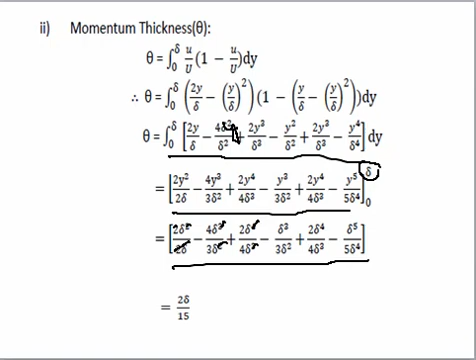 ii) Momentum Thickness(θ):
θ = ∫₀^δ u/U (1 − u/U)dy
∴ θ = ∫₀^δ (2y/δ − (y/δ)²) (1 − (y/δ − (y/δ)²))dy
θ = ∫₀^δ [2y/δ − 4δ²/δ² + 2y³/δ³ − y²/δ² + 2y³/δ³ − y⁴/δ⁴] dy
= [2y²/2δ − 4y³/3δ² + 2y⁴/4δ³ − y³/3δ² + 2y⁴/4δ³ − y⁵/5δ⁴]₀^δ
= [2δ²/2δ − 4δ³/3δ² + 2δ⁴/4δ³ − δ³/3δ² + 2δ⁴/4δ³ − δ⁵/5δ⁴]
= 2δ/15